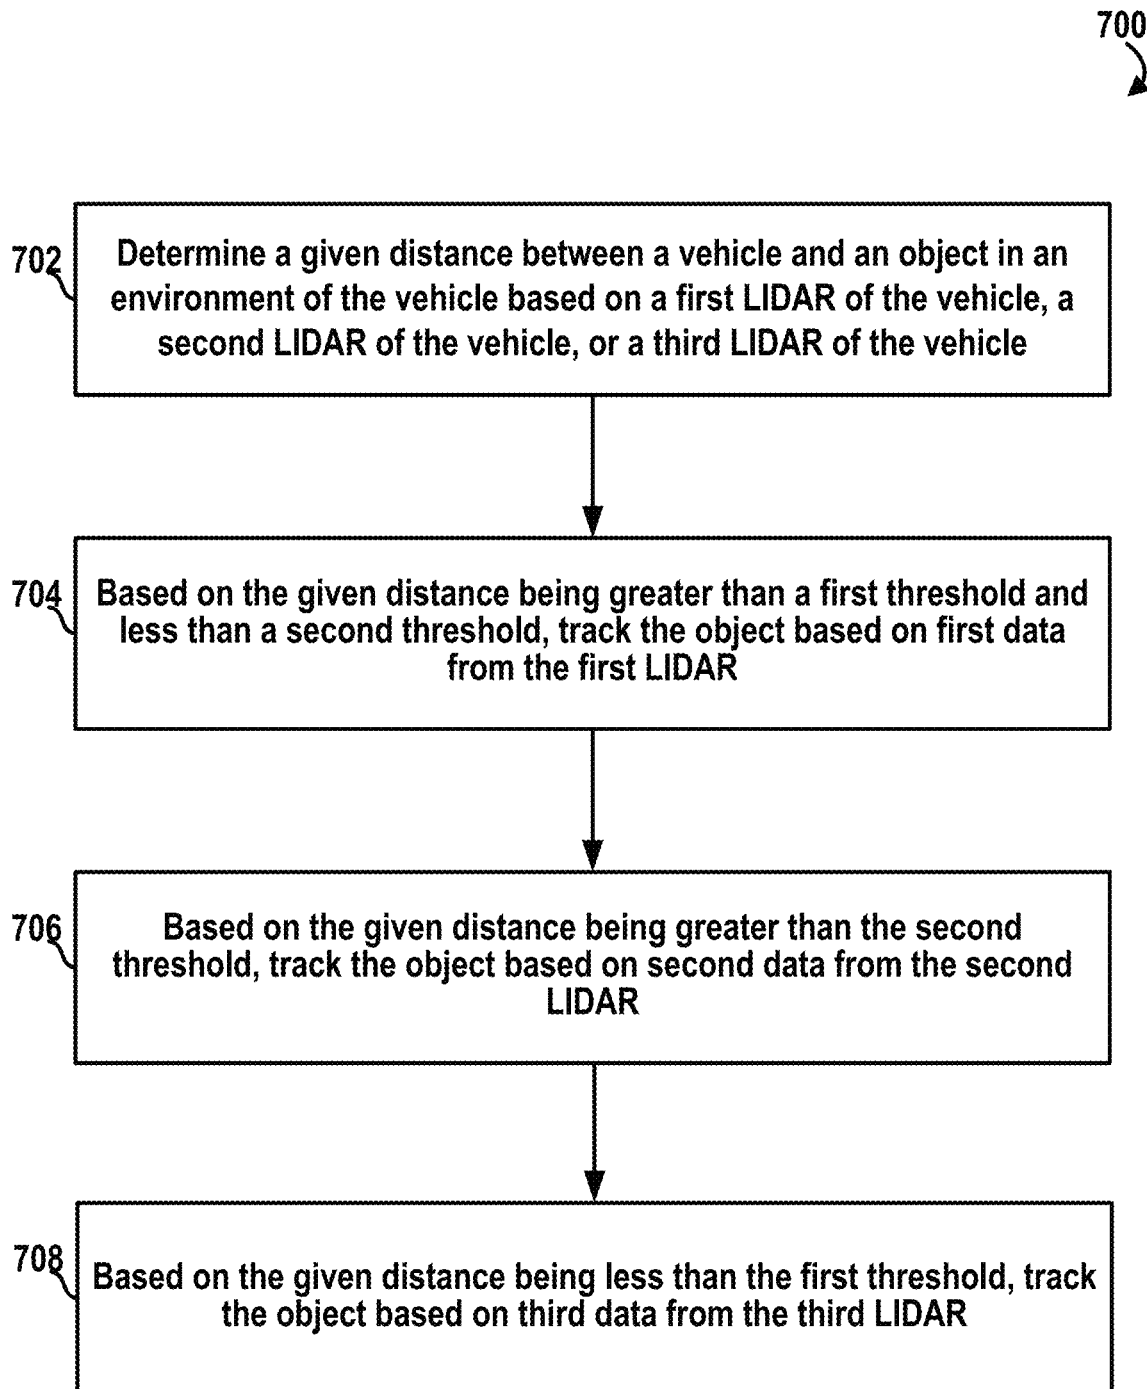 700
702
Determine a given distance between a vehicle and an object in an
environment of the vehicle based on a first LIDAR of the vehicle, a
second LIDAR of the vehicle, or a third LIDAR of the vehicle
704
Based on the given distance being greater than a first threshold and
less than a second threshold, track the object based on first data
from the first LIDAR
706
Based on the given distance being greater than the second
threshold, track the object based on second data from the second
LIDAR
708
Based on the given distance being less than the first threshold, track
the object based on third data from the third LIDAR